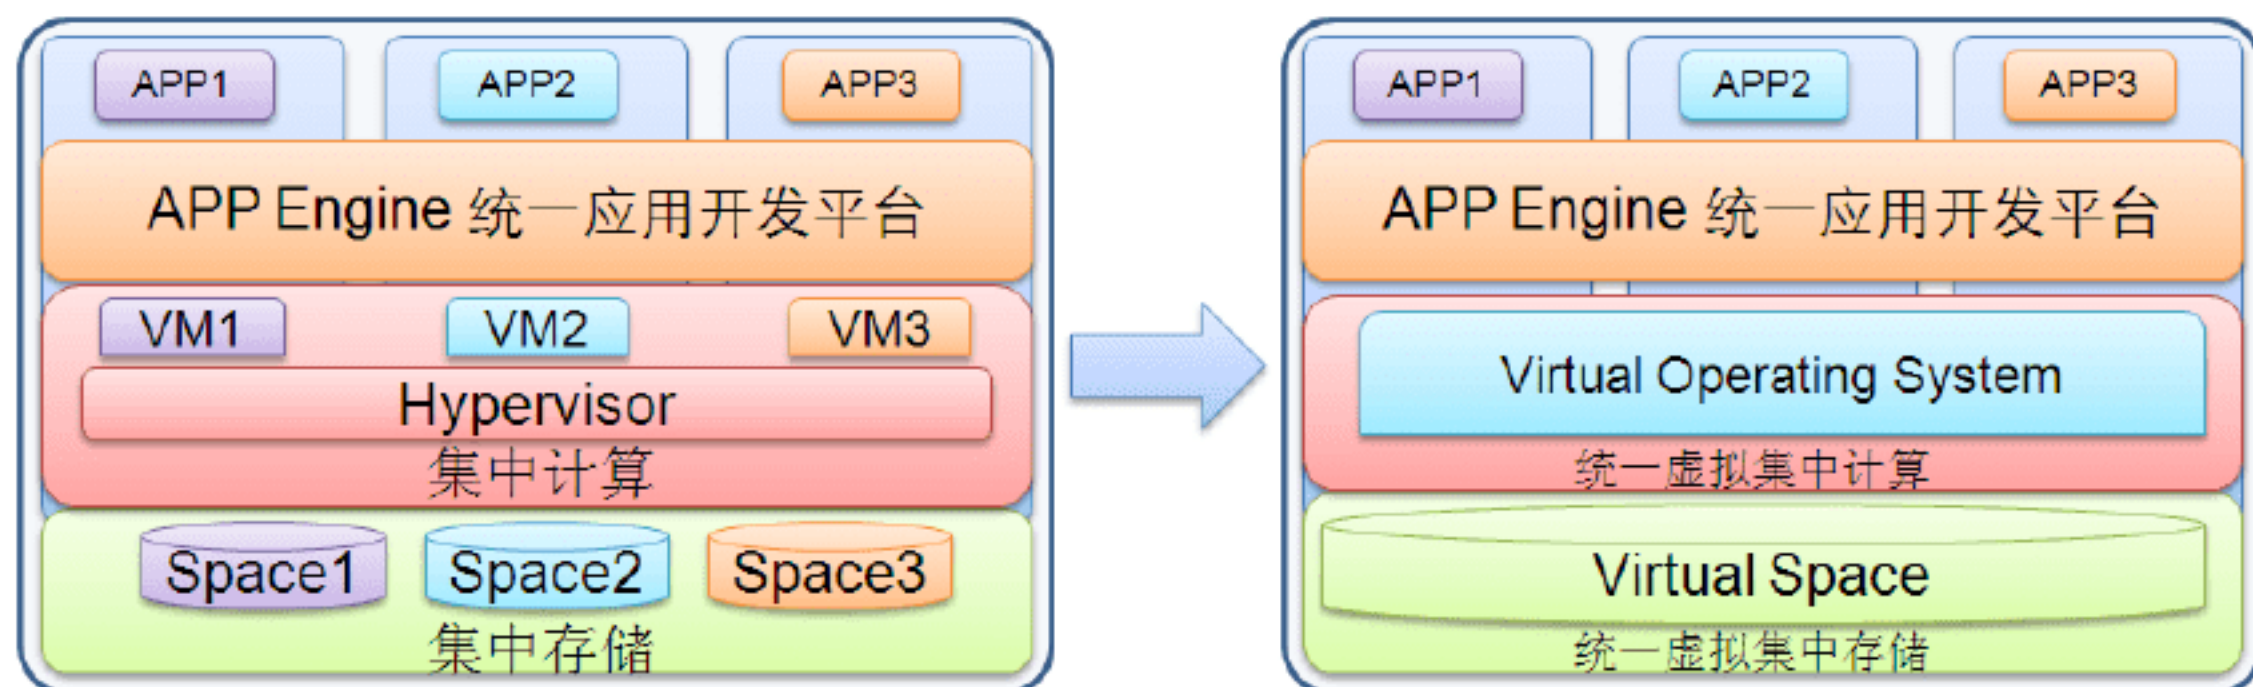 APP1
APP2
APP3
APP Engine 统一应用开发平台
VM1
VM2
VM3
Hypervisor
集中计算
Space1
Space2
Space3
集中存储
APP1
APP2
APP3
APP Engine 统一应用开发平台
Virtual Operating System
统一虚拟集中计算
Virtual Space
统一虚拟集中存储